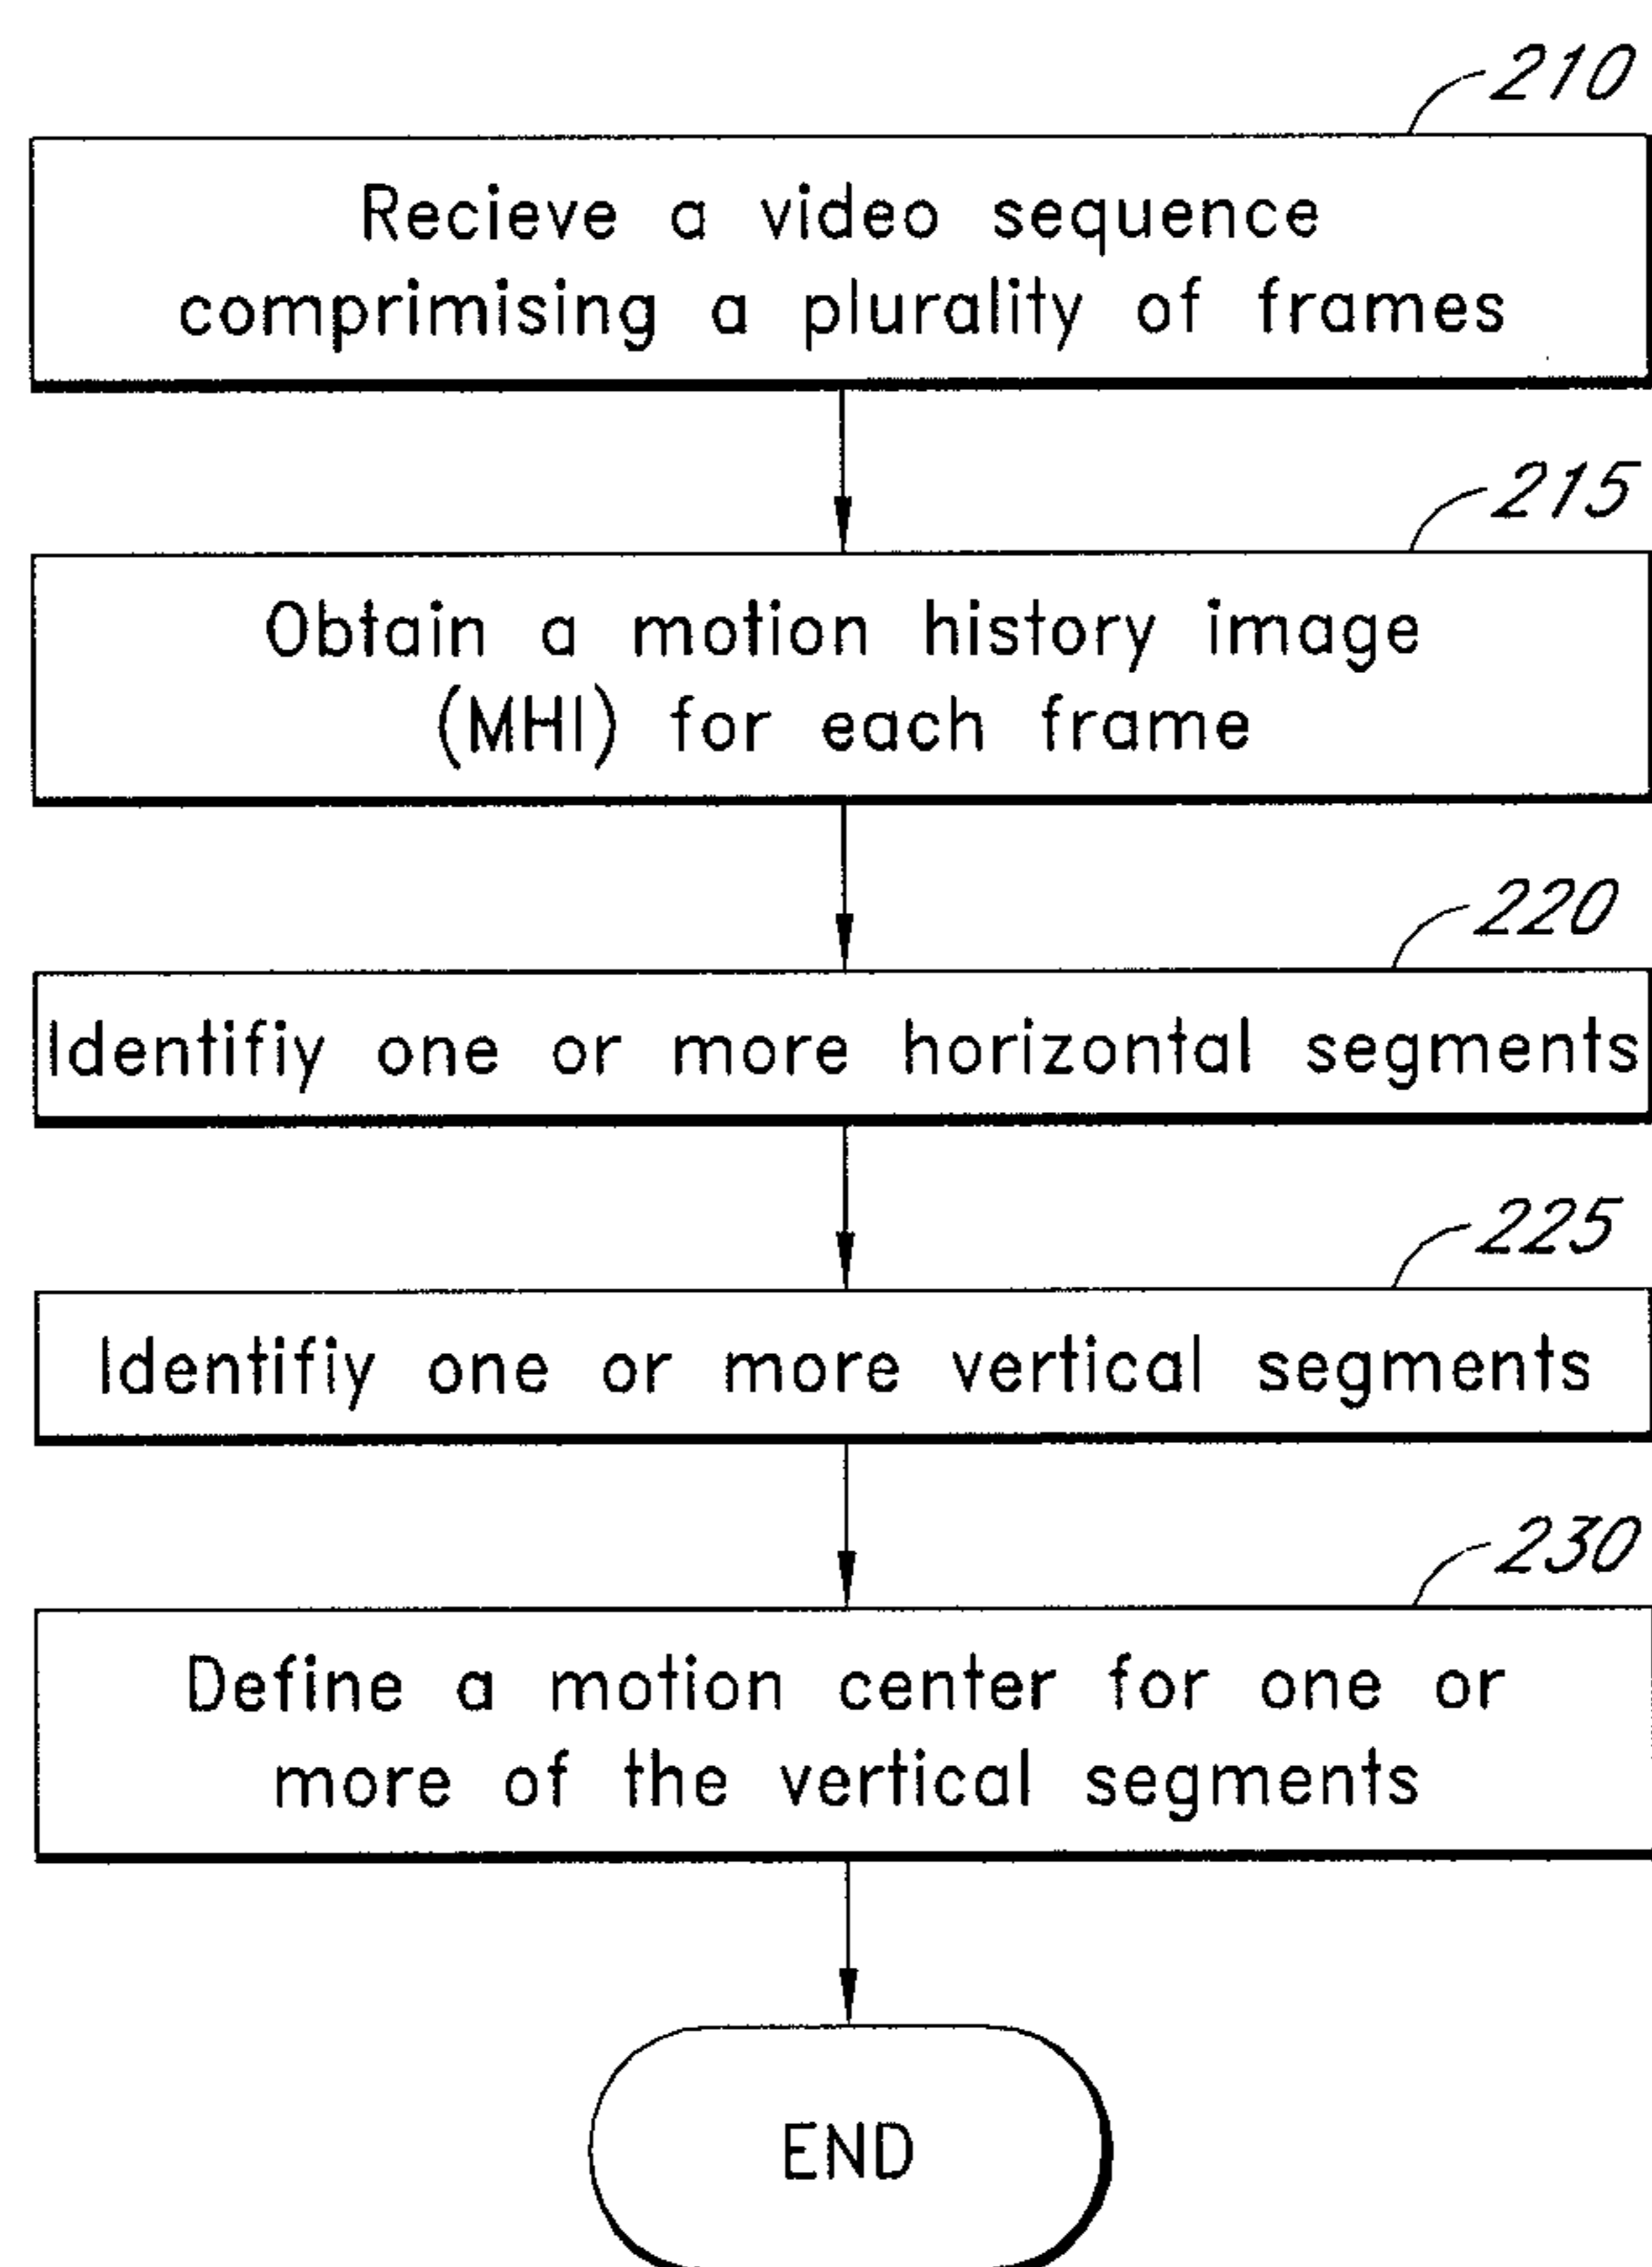 210
Recieve a video sequence
comprimising a plurality of frames
215
Obtain a motion history image
(MHI) for each frame
220
Identifiy one or more horizontal segments
225
Identifiy one or more vertical segments
230
Define a motion center for one or
more of the vertical segments
END